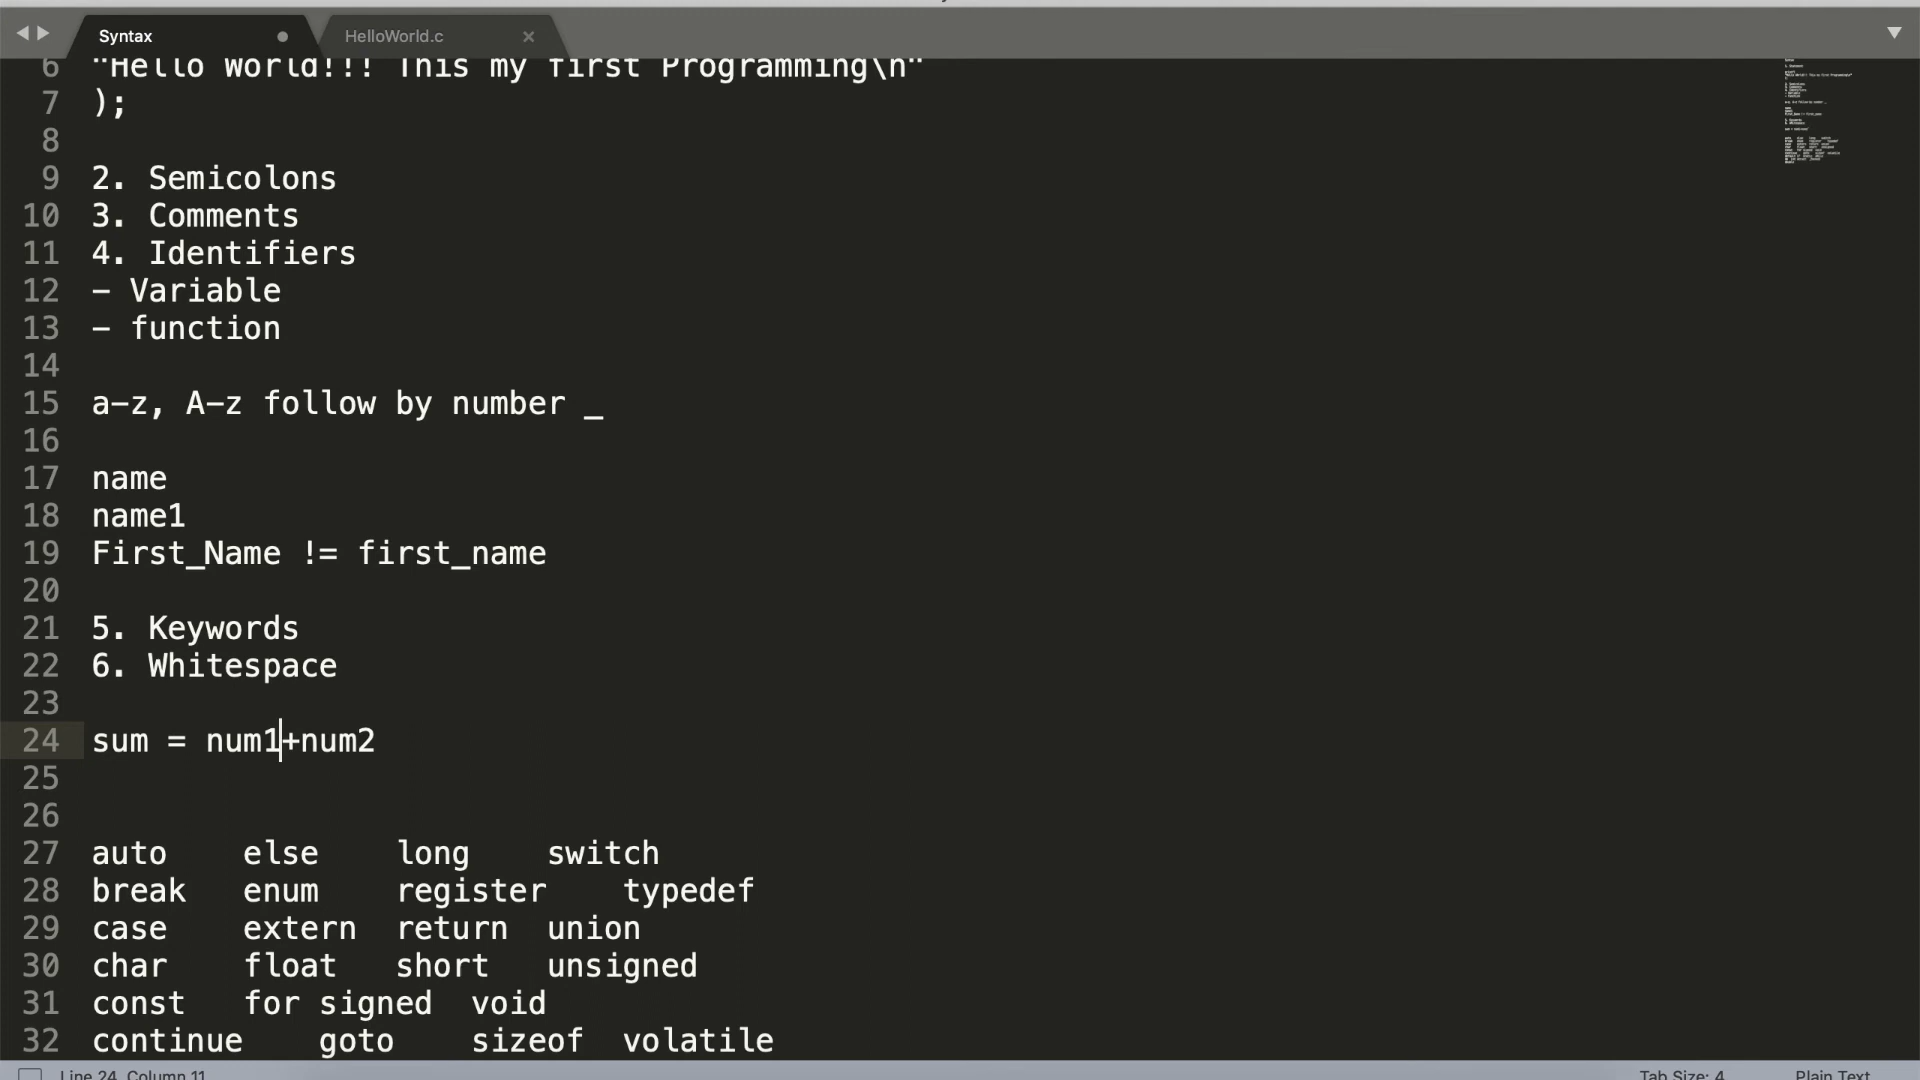 Syntax
HelloWorld.c
6 "Hello World!!! This my first Programming\n"
7 );
8
9 2. Semicolons
10 3. Comments
11 4. Identifiers
12 - Variable
13 - function
14
15 a-z, A-z follow by number _
16
17 name
18 name1
19 First_Name != first_name
20
21 5. Keywords
22 6. Whitespace
23
24 sum = num1+num2
25
26
27 auto else long switch
28 break enum register typedef
29 case extern return union
30 char float short unsigned
31 const for signed void
32 continue goto sizeof volatile
Line 24, Column 11 Tab Size: 4 Plain Text